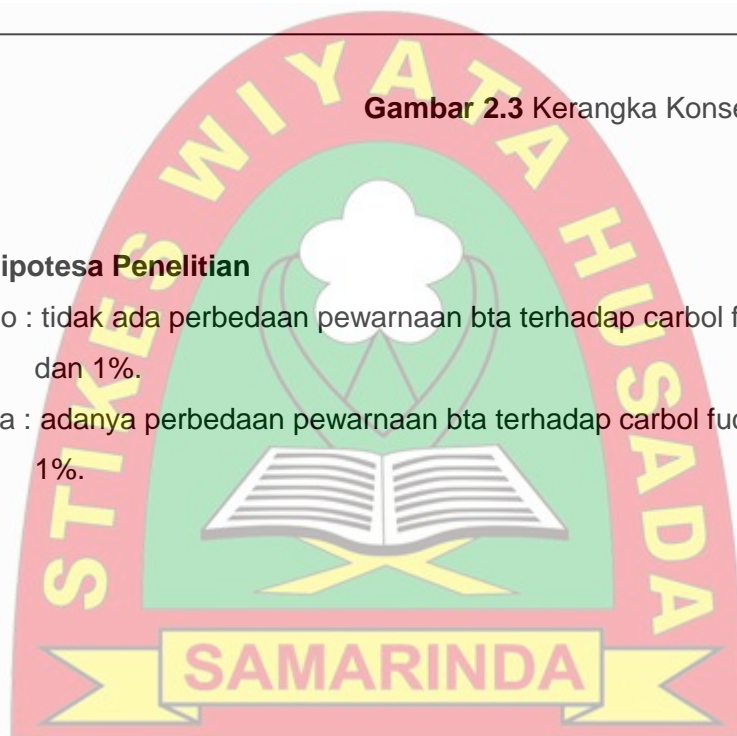 Gambar 2.3 Kerangka Konse
ipotesa Penelitian
o : tidak ada perbedaan pewarnaan bta terhadap carbol f
dan 1%.
a : adanya perbedaan pewarnaan bta terhadap carbol fuc
1%.
STIKES WIYATA HUSADA
SAMARINDA